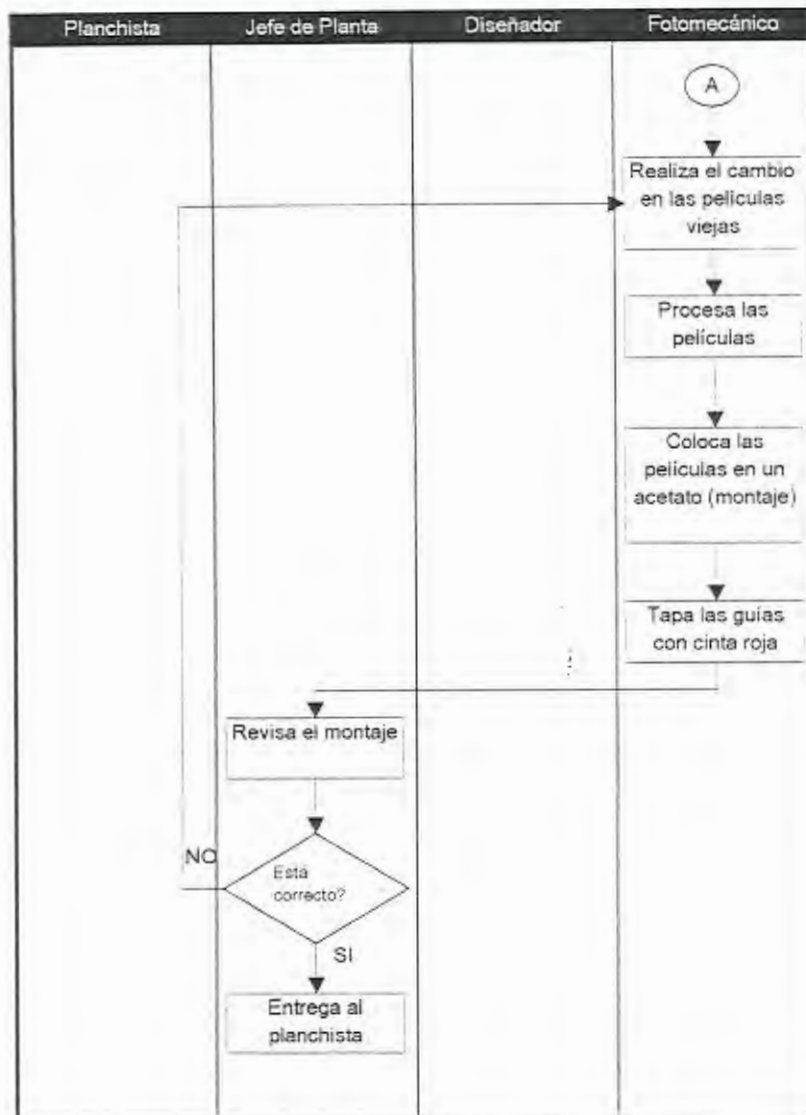 Planchista
Jefe de Planta
Diseñador
Fotomecánico
A
Realiza el cambio
en las películas
viejas
Procesa las
películas
Coloca las
películas en un
acetato (montaje)
Tapa las guías
con cinta roja
Revisa el montaje
NO
Está
correcto?
SI
Entrega al
planchista